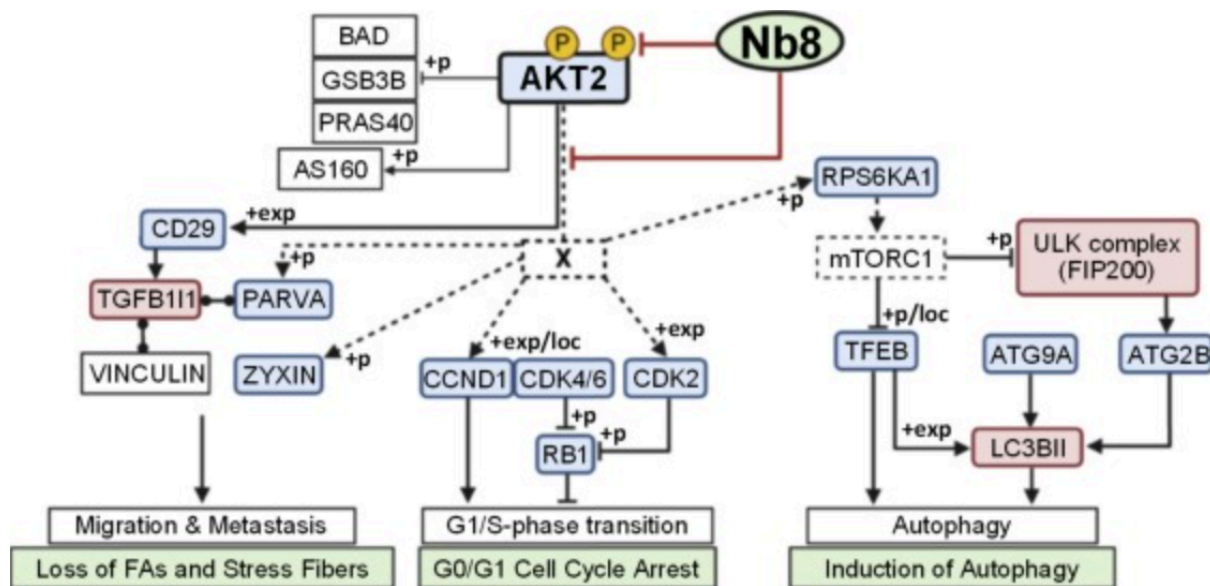 BAD
P
P
Nb8
GSB3B
+p
AKT2
PRAS40
AS160
+p
RPS6KA1
+p
CD29
+exp
X
mTORC1
+p
ULK complex
(FIP200)
+p
TGFB1I1
PARVA
+exp/loc
+exp
+p/loc
VINCULIN
ZYXIN
+p
CCND1
CDK4/6
CDK2
TFEB
ATG9A
ATG2B
+p
+p
RB1
+exp
LC3BII
Migration & Metastasis
G1/S-phase transition
Autophagy
Loss of FAs and Stress Fibers
G0/G1 Cell Cycle Arrest
Induction of Autophagy